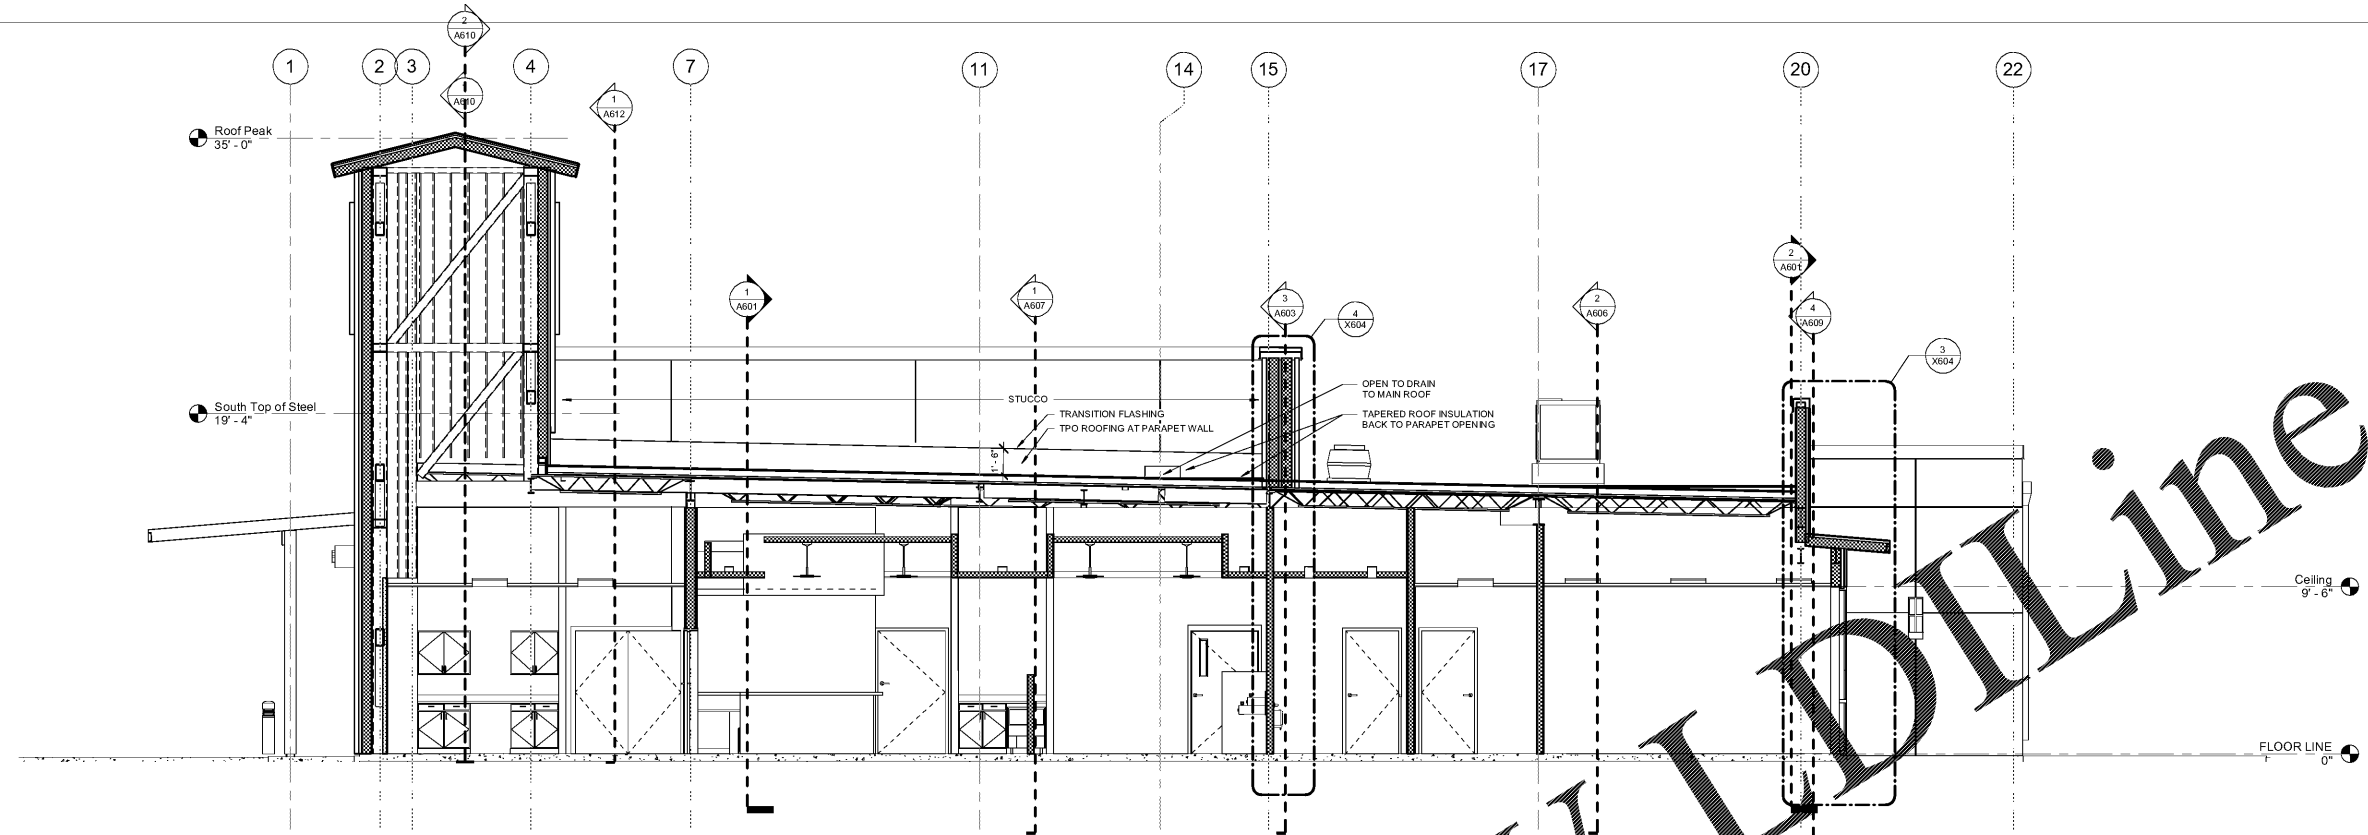 2
A610
1
2
3
4
7
11
14
15
17
20
22
A610
1
A612
Roof Peak
35' - 0"
2
A601
1
A601
1
A607
3
A603
4
X604
2
A606
4
A609
3
X604
OPEN TO DRAIN
TO MAIN ROOF
STUCCO
South Top of Steel
19' - 4"
TRANSITION FLASHING
TPO ROOFING AT PARAPET WALL
TAPERED ROOF INSULATION
BACK TO PARAPET OPENING
1' - 6"
Ceiling
9' - 6"
FLOOR LINE
0"
LDILine